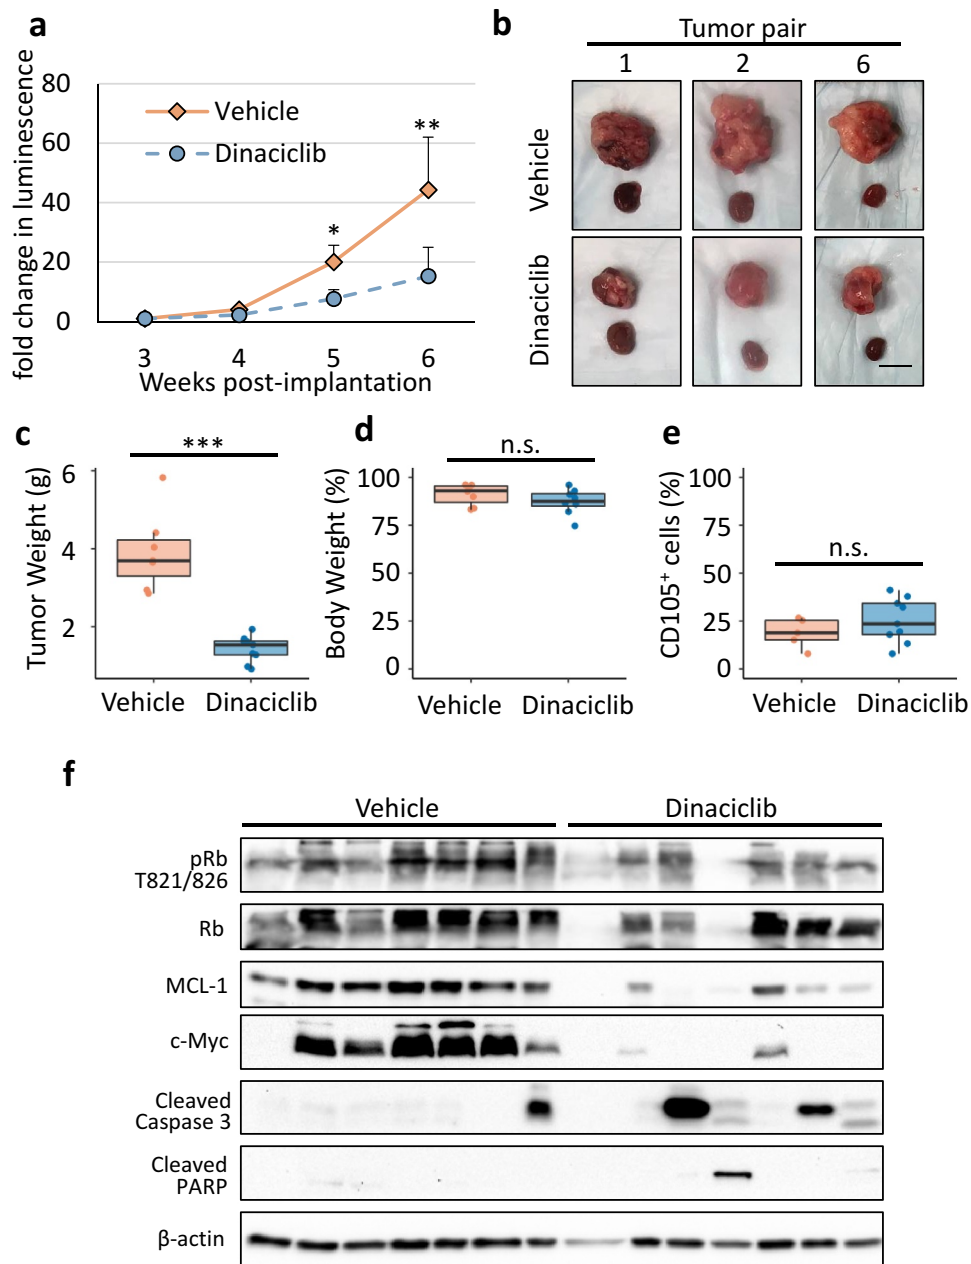 a
fold change in luminescence
80
60
40
20
0
Vehicle
Dinaciclib
*
**
3 4 5 6
Weeks post-implantation
b
Tumor pair
1 2 6
Vehicle
Dinaciclib
c
***
Tumor Weight (g)
6
4
2
Vehicle Dinaciclib
d
n.s.
Body Weight (%)
100
75
50
25
0
Vehicle Dinaciclib
e
n.s.
CD105⁺ cells (%)
100
75
50
25
0
Vehicle Dinaciclib
f
Vehicle Dinaciclib
pRb
T821/826
Rb
MCL-1
c-Myc
Cleaved
Caspase 3
Cleaved
PARP
β-actin